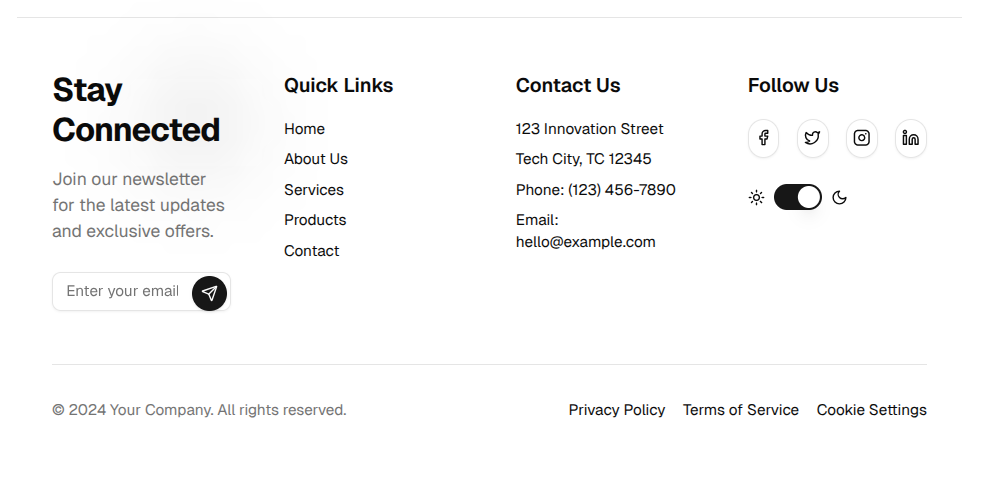 Stay
Connected
Join our newsletter
for the latest updates
and exclusive offers.
Enter your email
Quick Links
Home
About Us
Services
Products
Contact
Contact Us
123 Innovation Street
Tech City, TC 12345
Phone: (123) 456-7890
Email:
hello@example.com
Follow Us
© 2024 Your Company. All rights reserved.
Privacy Policy
Terms of Service
Cookie Settings